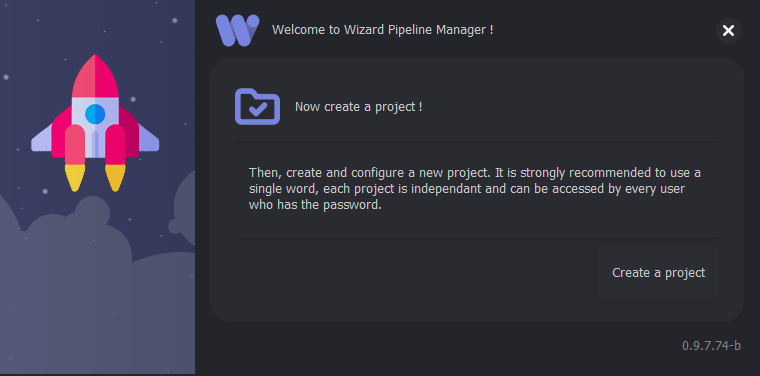 Welcome to Wizard Pipeline Manager !
Now create a project !
Then, create and configure a new project. It is strongly recommended to use a
single word, each project is independant and can be accessed by every user
who has the password.
Create a project
0.9.7.74-b